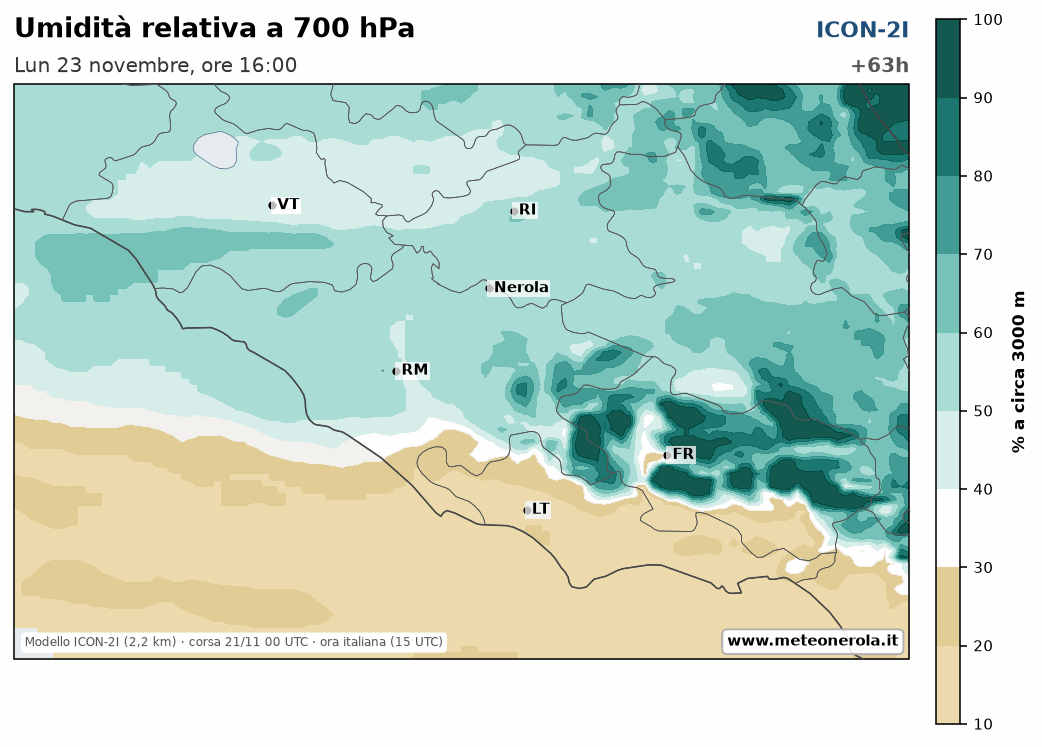 Umidità relativa a 700 hPa
ICON-2I
Lun 23 novembre, ore 16:00
+63h
100
90
80
70
60
50
40
30
20
10
% a circa 3000 m
VT
RI
Nerola
RM
FR
LT
Modello ICON-2I (2,2 km) · corsa 21/11 00 UTC · ora italiana (15 UTC)
www.meteonerola.it